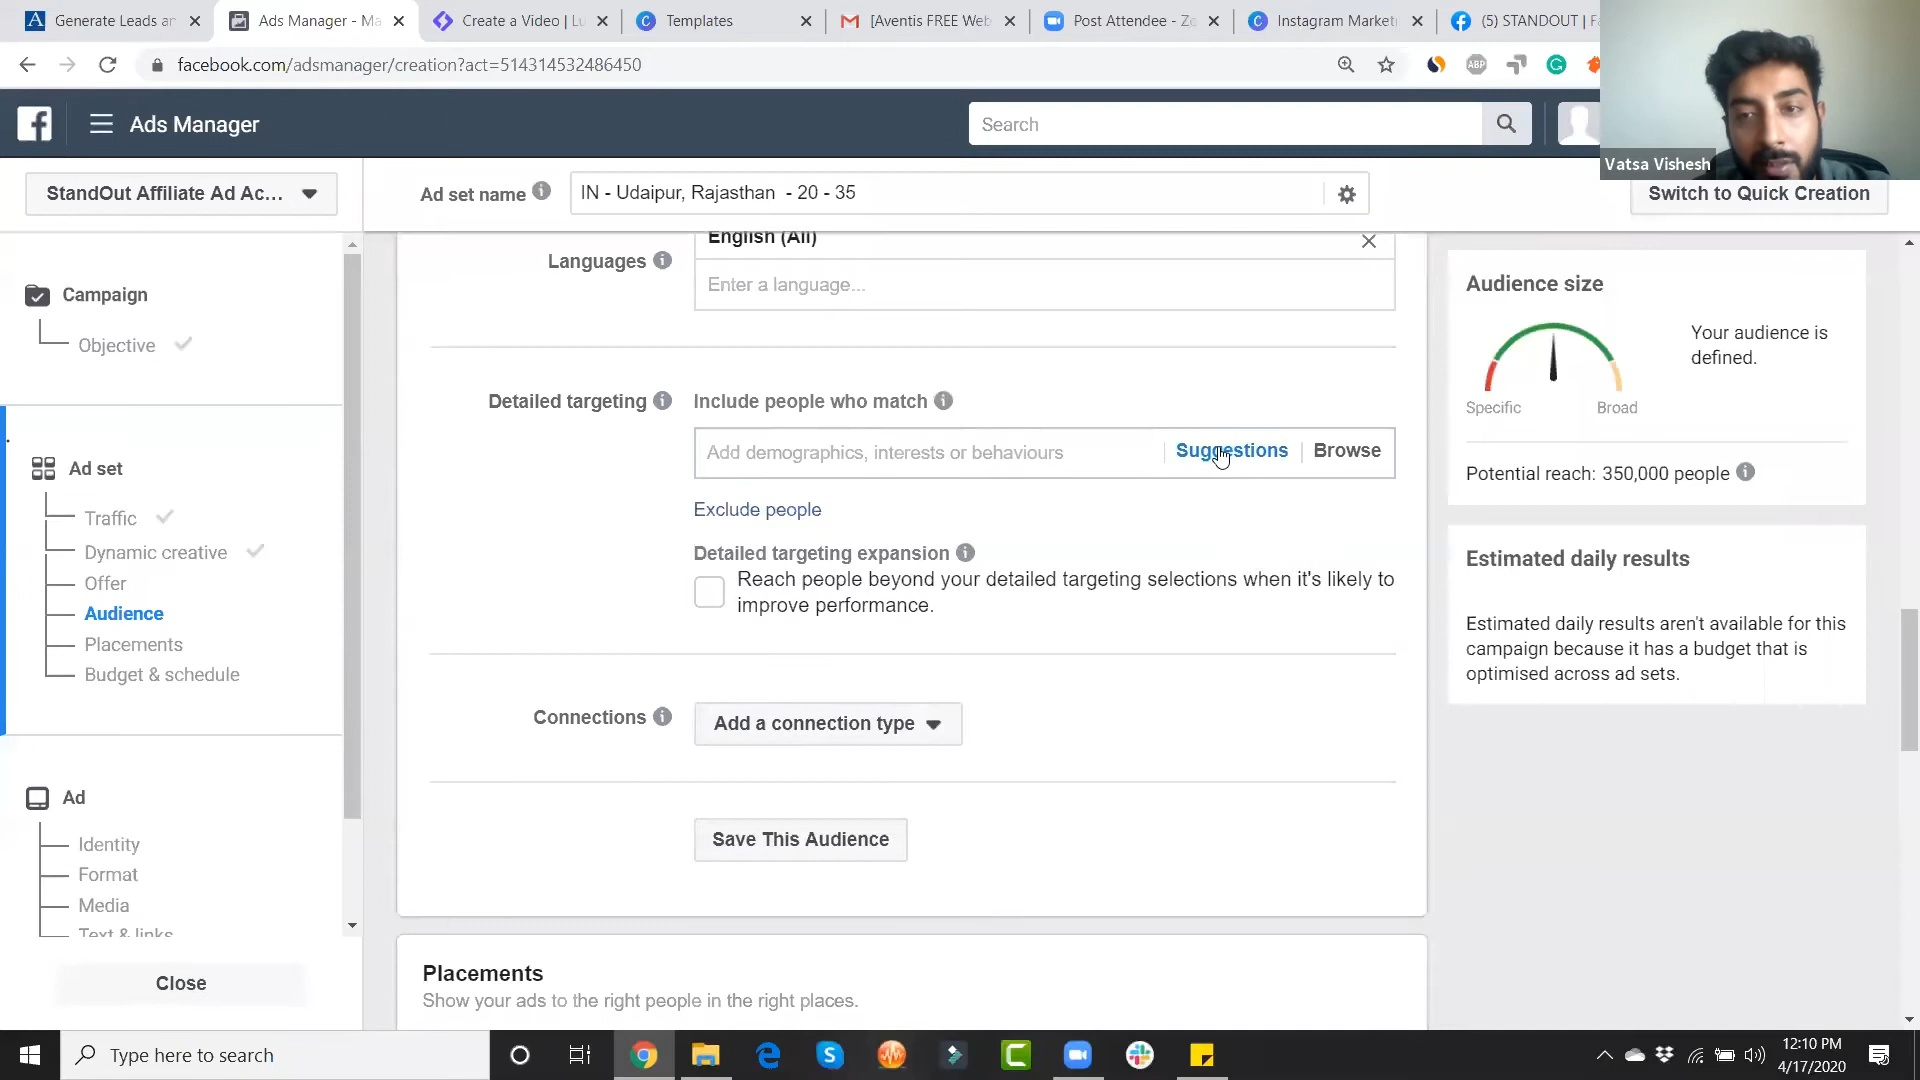 Generate Leads an
Ads Manager - Ma
Create a Video | Lu
Templates
[Aventis FREE Web
Post Attendee - Zo
Instagram Market
(5) STANDOUT | Fa
facebook.com/adsmanager/creation?act=514314532486450
ABP
Ads Manager
Search
Vatsa Vishesh
StandOut Affiliate Ad Ac...
Ad set name
IN - Udaipur, Rajasthan - 20 - 35
Switch to Quick Creation
Campaign
Objective
Ad set
Traffic
Dynamic creative
Offer
Audience
Placements
Budget & schedule
Ad
Identity
Format
Media
Text & links
Close
English (All)
Languages
Enter a language...
Detailed targeting
Include people who match
Add demographics, interests or behaviours
Suggestions
Browse
Exclude people
Detailed targeting expansion
Reach people beyond your detailed targeting selections when it's likely to
improve performance.
Connections
Add a connection type
Save This Audience
Placements
Show your ads to the right people in the right places.
Audience size
Your audience is
defined.
Specific
Broad
Potential reach: 350,000 people
Estimated daily results
Estimated daily results aren't available for this
campaign because it has a budget that is
optimised across ad sets.
Type here to search
12:10 PM
4/17/2020